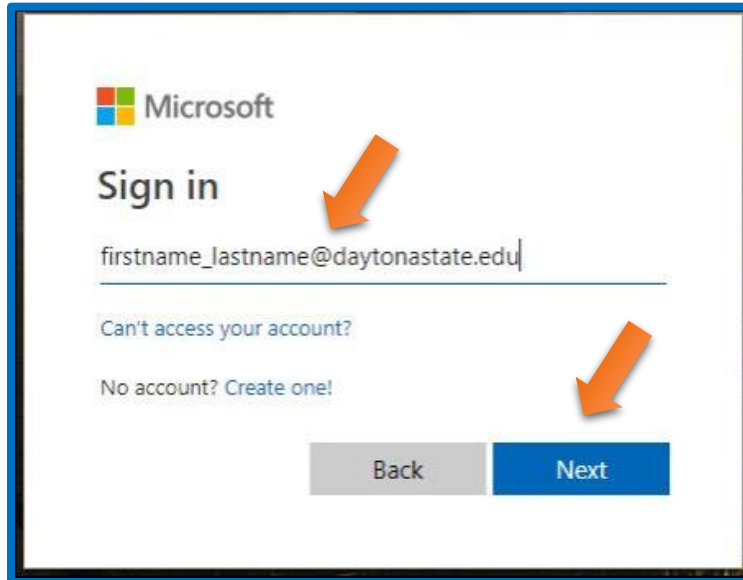 Microsoft
Sign in
firstname_lastname@daytonastate.edu
Can't access your account?
No account? Create one!
Back Next